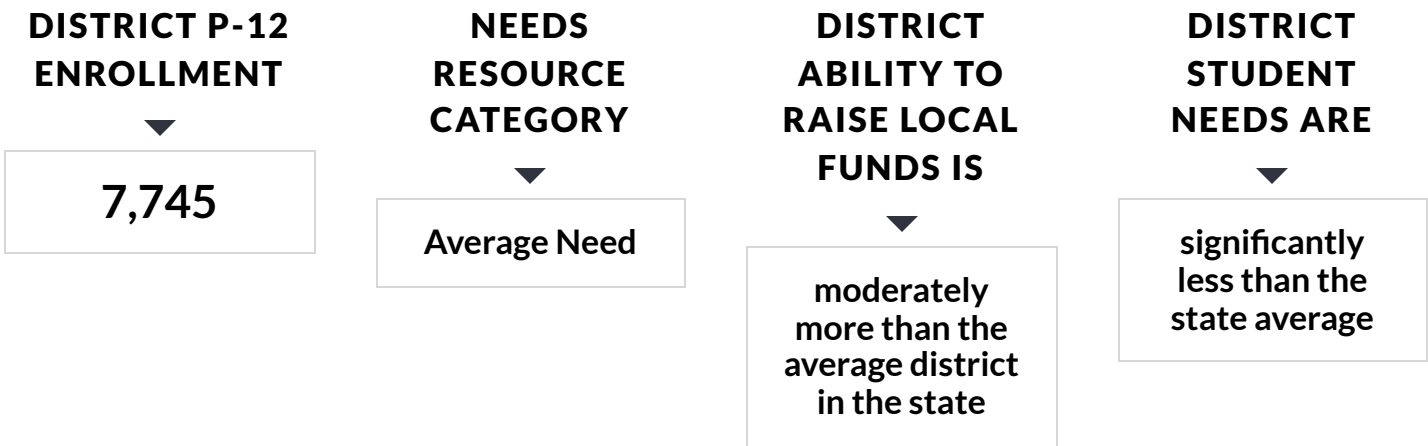 DISTRICT P-12
ENROLLMENT
7,745
NEEDS
RESOURCE
CATEGORY
Average Need
DISTRICT
ABILITY TO
RAISE LOCAL
FUNDS IS
moderately
more than the
average district
in the state
DISTRICT
STUDENT
NEEDS ARE
significantly
less than the
state average